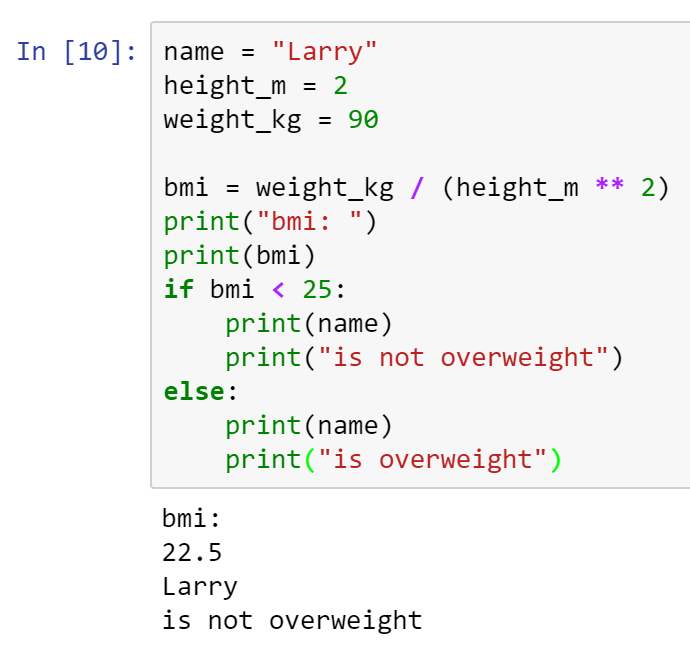 In [10]:
name = "Larry"
height_m = 2
weight_kg = 90

bmi = weight_kg / (height_m ** 2)
print("bmi: ")
print(bmi)
if bmi < 25:
    print(name)
    print("is not overweight")
else:
    print(name)
    print("is overweight")
bmi:
22.5
Larry
is not overweight